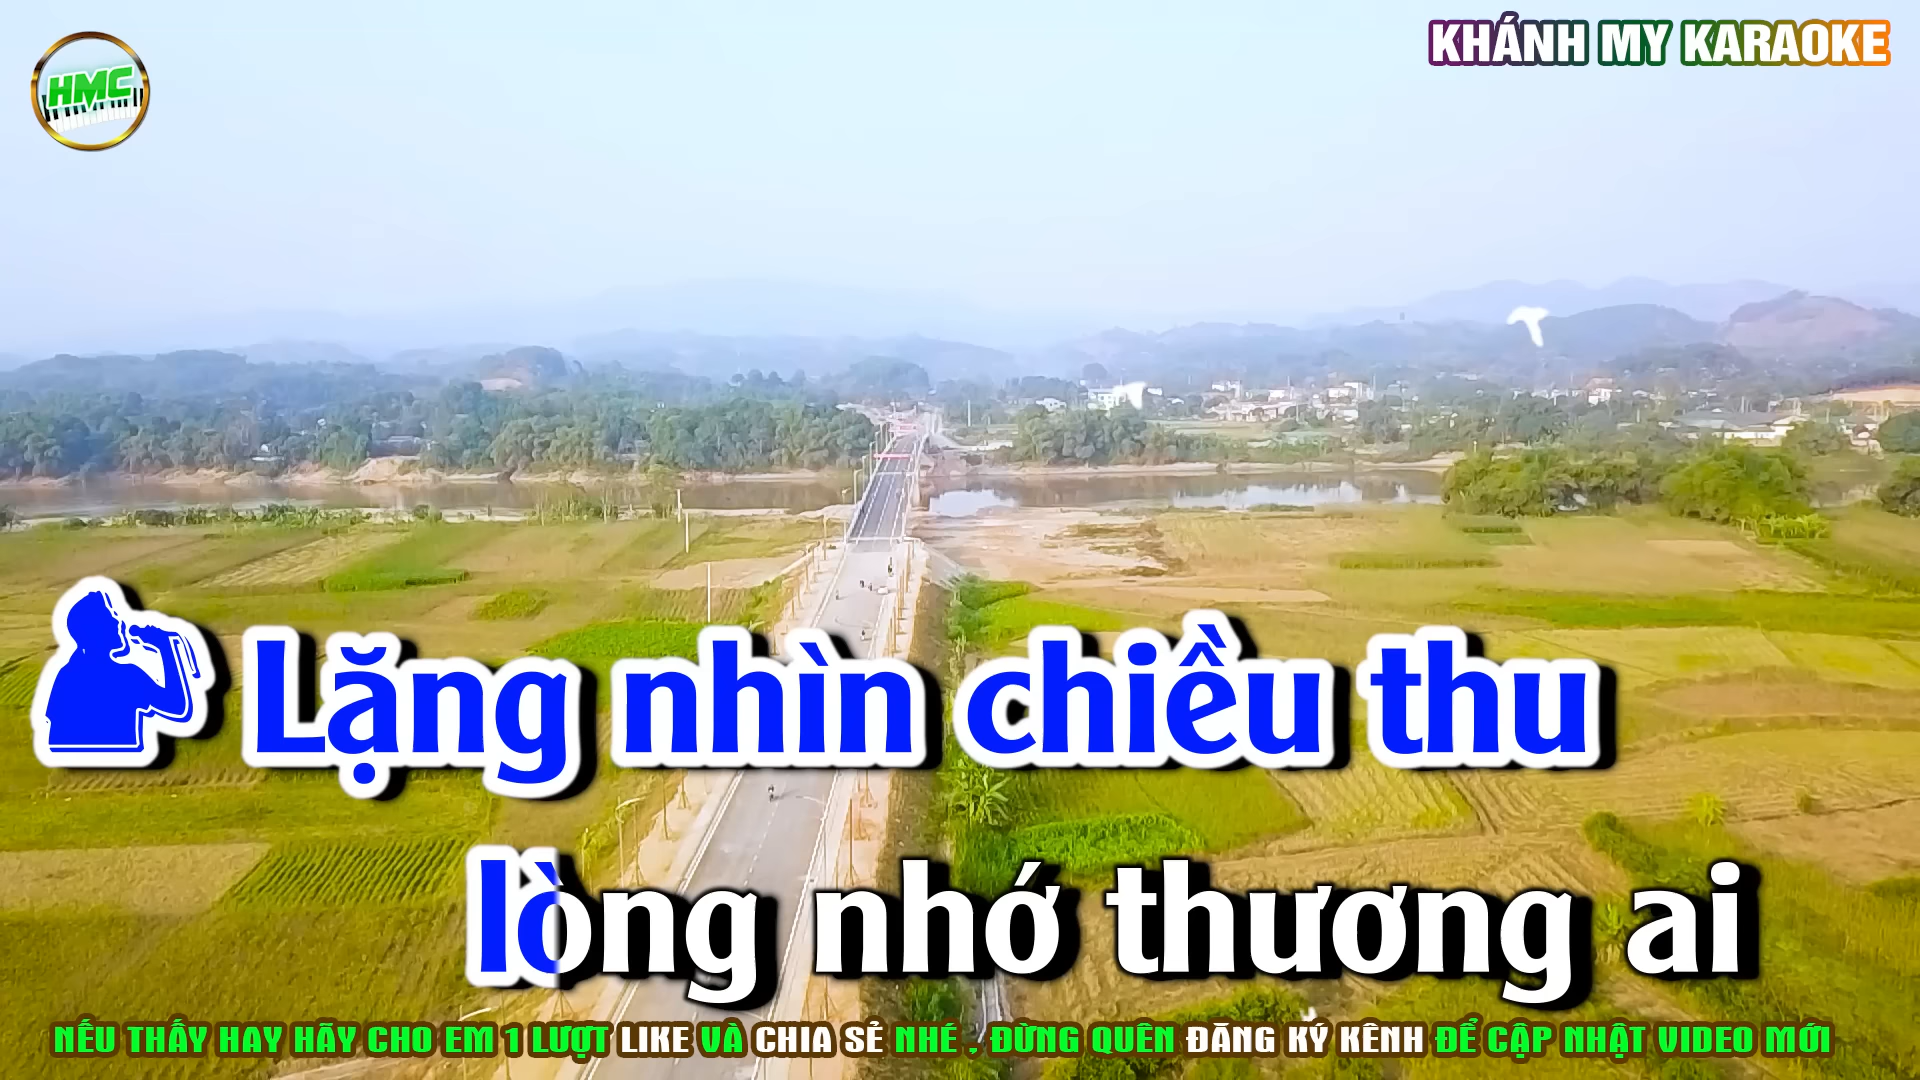 HMC
KHÁNH MY KARAOKE
Lặng nhìn chiều thu
lòng nhớ thương ai
NẾU THẤY HAY HÃY CHO EM 1 LƯỢT LIKE VÀ CHIA SẺ NHÉ , ĐỪNG QUÊN ĐĂNG KÝ KÊNH ĐỂ CẬP NHẬT VIDEO MỚI